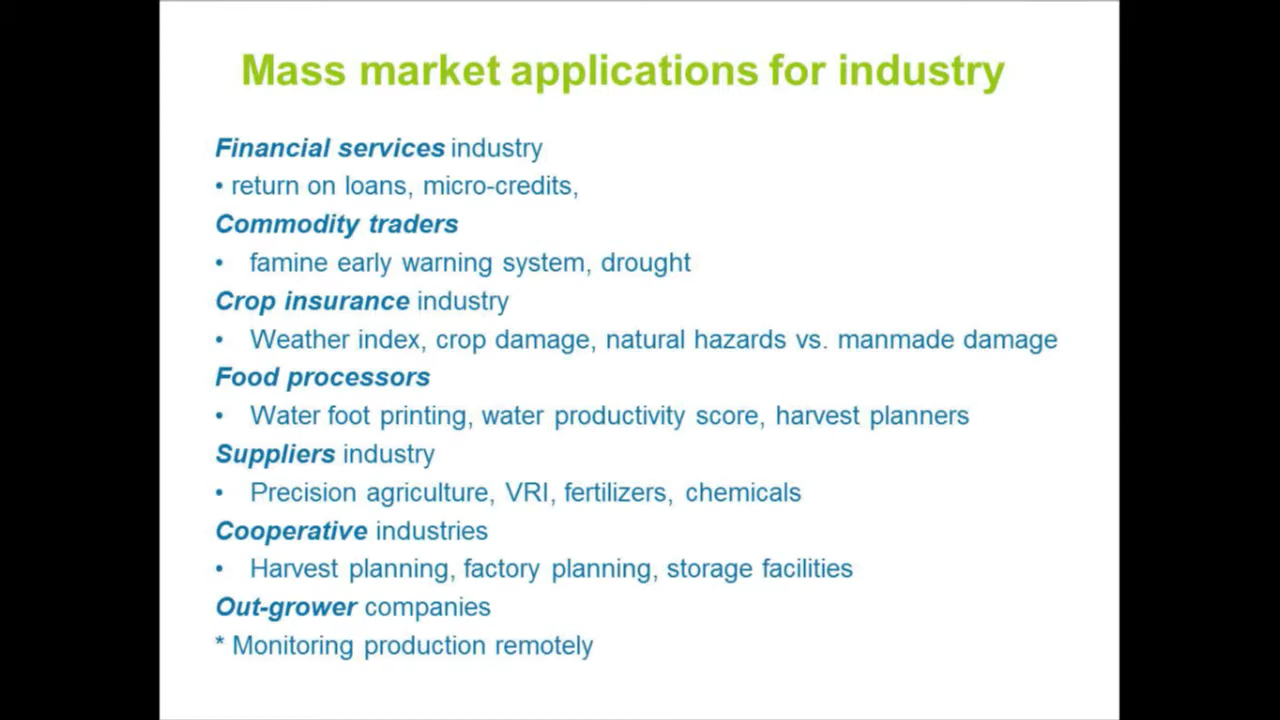 Mass market applications for industry
Financial services industry
• return on loans, micro-credits,
Commodity traders
• famine early warning system, drought
Crop insurance industry
• Weather index, crop damage, natural hazards vs. manmade damage
Food processors
• Water foot printing, water productivity score, harvest planners
Suppliers industry
• Precision agriculture, VRI, fertilizers, chemicals
Cooperative industries
• Harvest planning, factory planning, storage facilities
Out-grower companies
* Monitoring production remotely